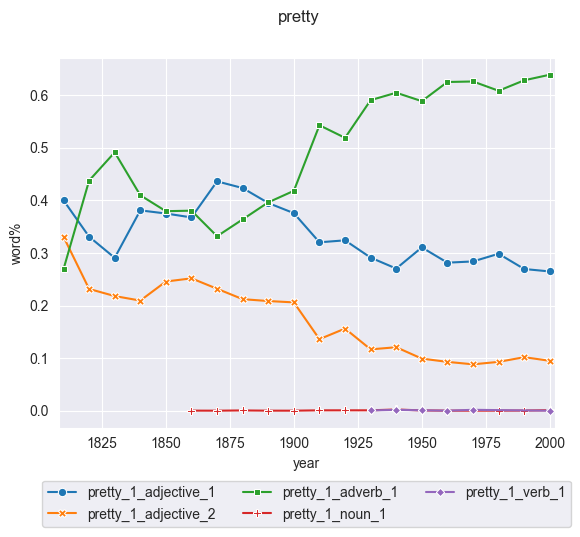 pretty
word%
0.6
0.5
0.4
0.3
0.2
0.1
0.0
1825 1850 1875 1900 1925 1950 1975 2000
year
pretty_1_adjective_1 pretty_1_adverb_1 pretty_1_verb_1
pretty_1_adjective_2 pretty_1_noun_1